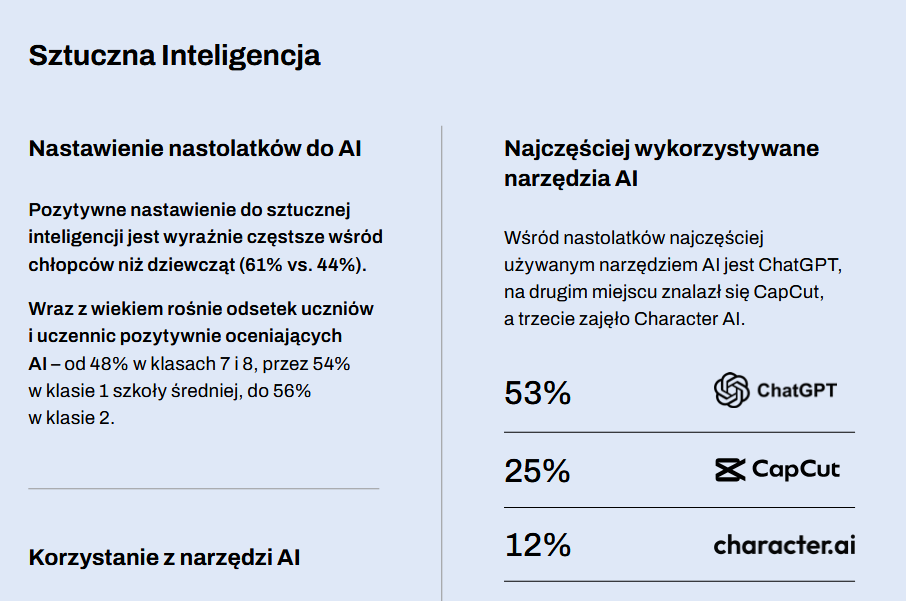 Sztuczna Inteligencja
Nastawienie nastolatków do AI
Pozytywne nastawienie do sztucznej
inteligencji jest wyraźnie częstsze wśród
chłopców niż dziewcząt (61% vs. 44%).
Wraz z wiekiem rośnie odsetek uczniów
i uczennic pozytywnie oceniających
AI – od 48% w klasach 7 i 8, przez 54%
w klasie 1 szkoły średniej, do 56%
w klasie 2.
Korzystanie z narzędzi AI
Najczęściej wykorzystywane
narzędzia AI
Wśród nastolatków najczęściej
używanym narzędziem AI jest ChatGPT,
na drugim miejscu znalazł się CapCut,
a trzecie zajęło Character AI.
53% ChatGPT
25% CapCut
12% character.ai